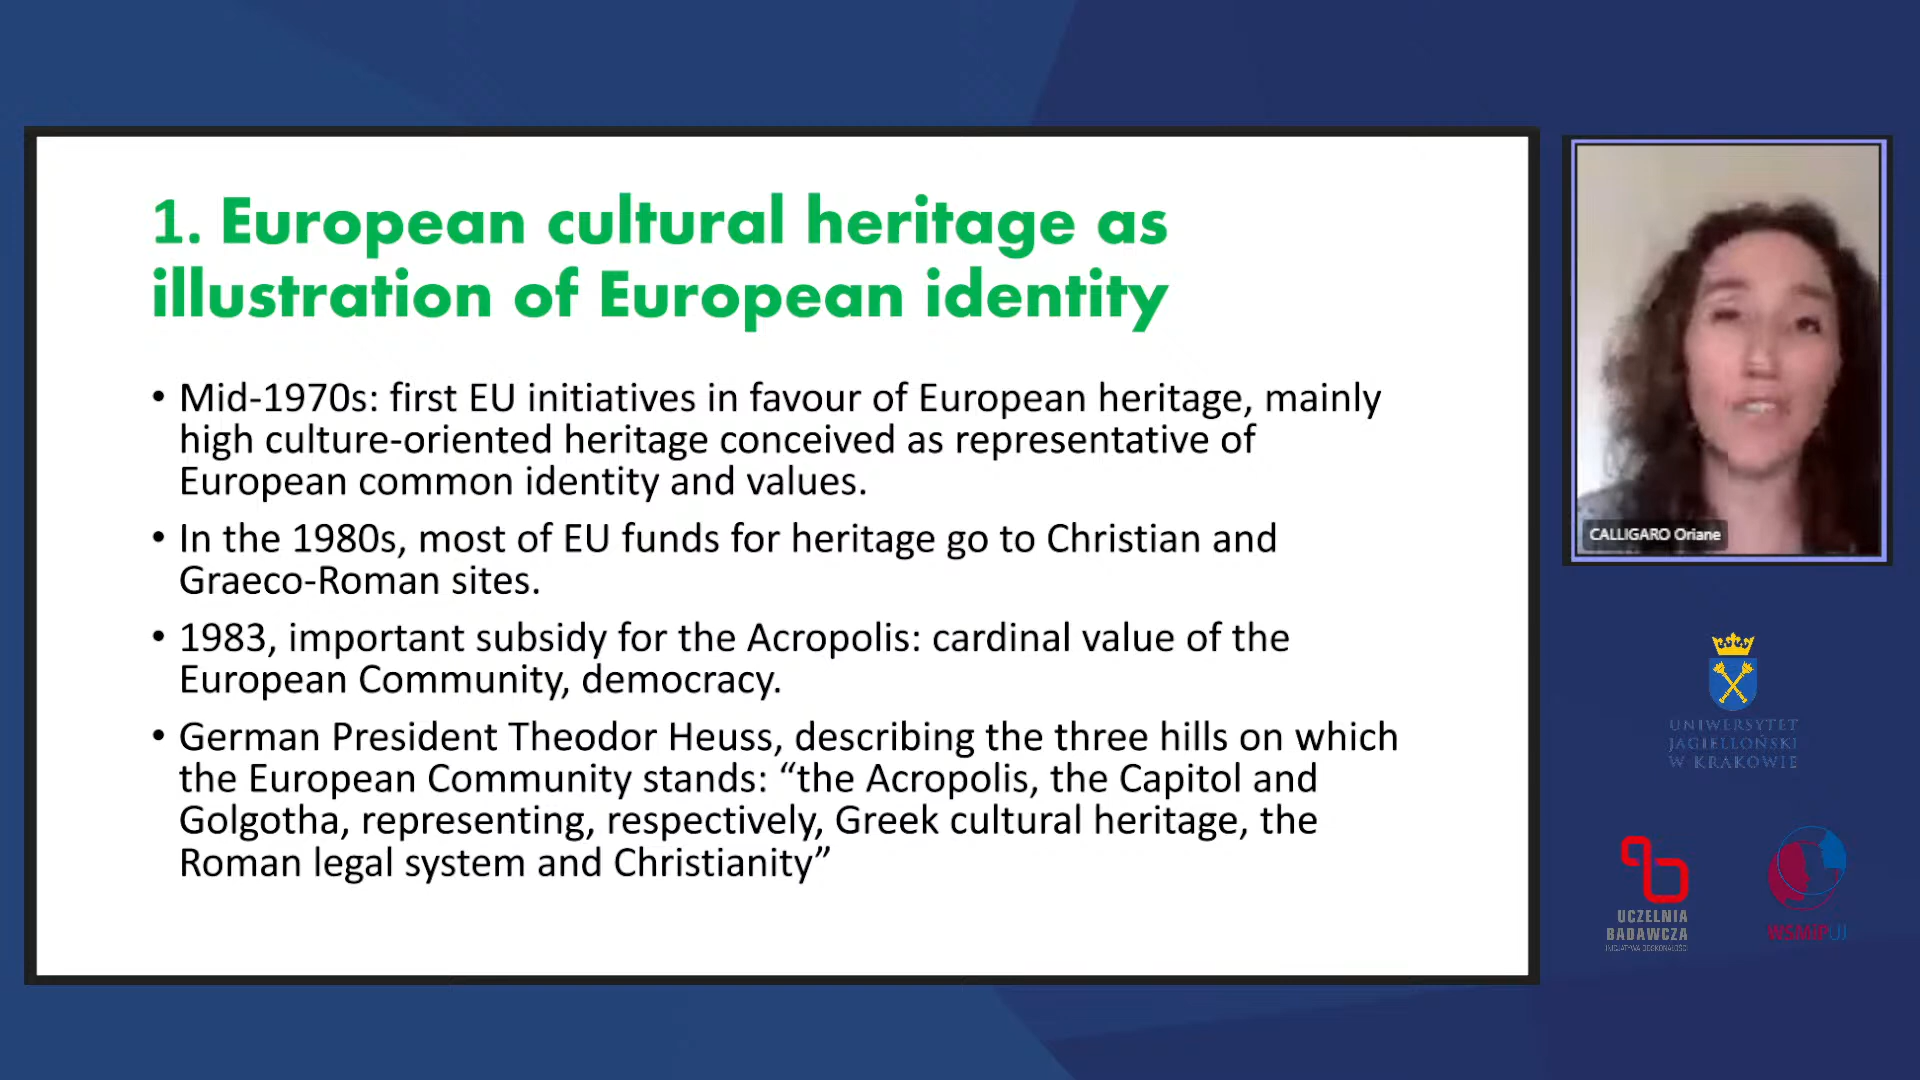 1. European cultural heritage as
illustration of European identity
• Mid-1970s: first EU initiatives in favour of European heritage, mainly
high culture-oriented heritage conceived as representative of
European common identity and values.
• In the 1980s, most of EU funds for heritage go to Christian and
Graeco-Roman sites.
• 1983, important subsidy for the Acropolis: cardinal value of the
European Community, democracy.
• German President Theodor Heuss, describing the three hills on which
the European Community stands: “the Acropolis, the Capitol and
Golgotha, representing, respectively, Greek cultural heritage, the
Roman legal system and Christianity”
CALLIGARO Oriane
UNIWERSYTET
JAGIELLOŃSKI
W KRAKOWIE
UCZELNIA
BADAWCZA
INICJATYWA DOSKONAŁOŚCI
WSMIPUJ